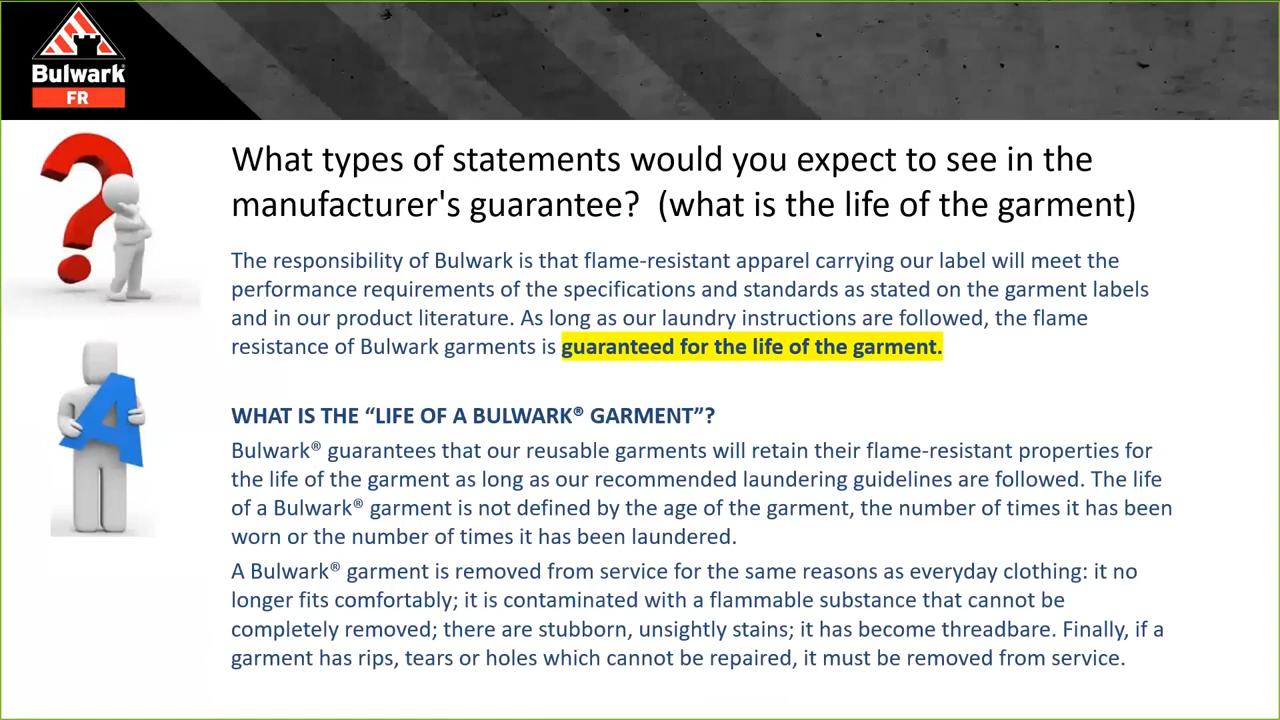 Bulwark®
FR
What types of statements would you expect to see in the
manufacturer's guarantee?  (what is the life of the garment)
The responsibility of Bulwark is that flame-resistant apparel carrying our label will meet the
performance requirements of the specifications and standards as stated on the garment labels
and in our product literature. As long as our laundry instructions are followed, the flame
resistance of Bulwark garments is guaranteed for the life of the garment.
WHAT IS THE “LIFE OF A BULWARK® GARMENT”?
Bulwark® guarantees that our reusable garments will retain their flame-resistant properties for
the life of the garment as long as our recommended laundering guidelines are followed. The life
of a Bulwark® garment is not defined by the age of the garment, the number of times it has been
worn or the number of times it has been laundered.
A Bulwark® garment is removed from service for the same reasons as everyday clothing: it no
longer fits comfortably; it is contaminated with a flammable substance that cannot be
completely removed; there are stubborn, unsightly stains; it has become threadbare. Finally, if a
garment has rips, tears or holes which cannot be repaired, it must be removed from service.